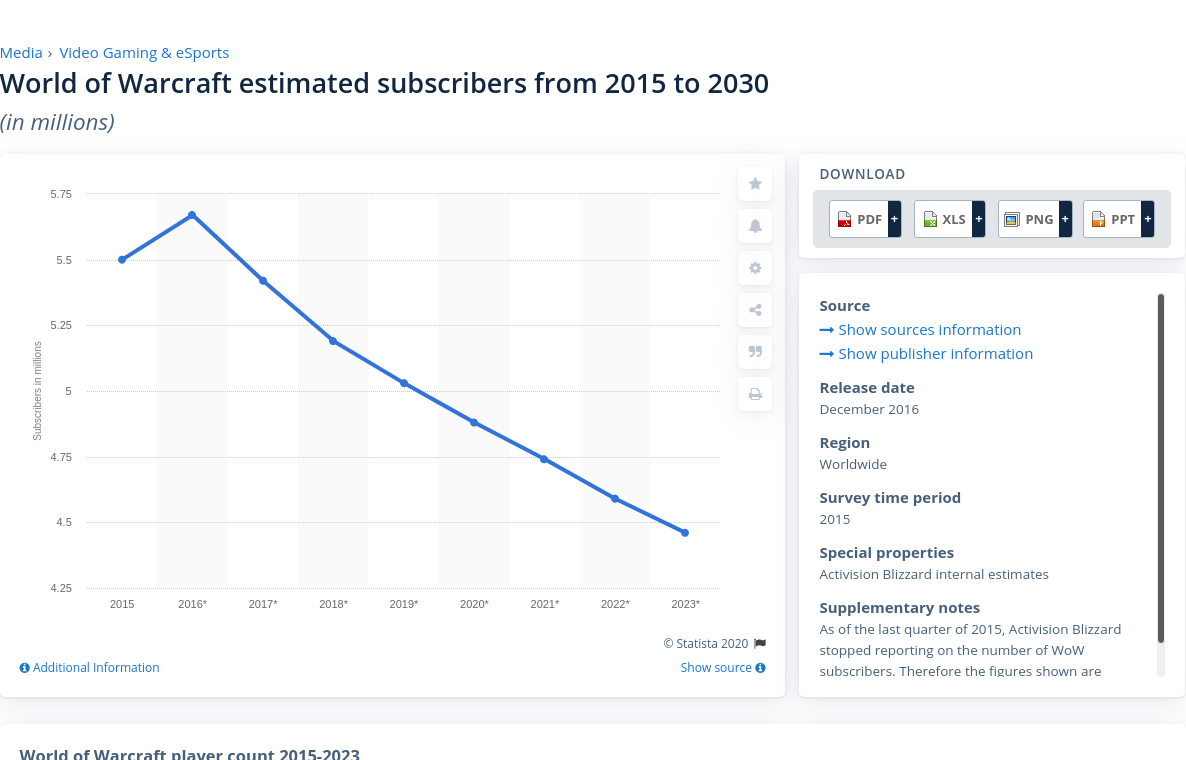 Media › Video Gaming & eSports
World of Warcraft estimated subscribers from 2015 to 2030
(in millions)
5.75
5.5
5.25
5
4.75
4.5
4.25
Subscribers in millions
2015 2016* 2017* 2018* 2019* 2020* 2021* 2022* 2023*
© Statista 2020
Additional Information
Show source
DOWNLOAD
PDF + XLS + PNG + PPT +
Source
Show sources information
Show publisher information
Release date
December 2016
Region
Worldwide
Survey time period
2015
Special properties
Activision Blizzard internal estimates
Supplementary notes
As of the last quarter of 2015, Activision Blizzard
stopped reporting on the number of WoW
subscribers. Therefore the figures shown are
World of Warcraft player count 2015-2023